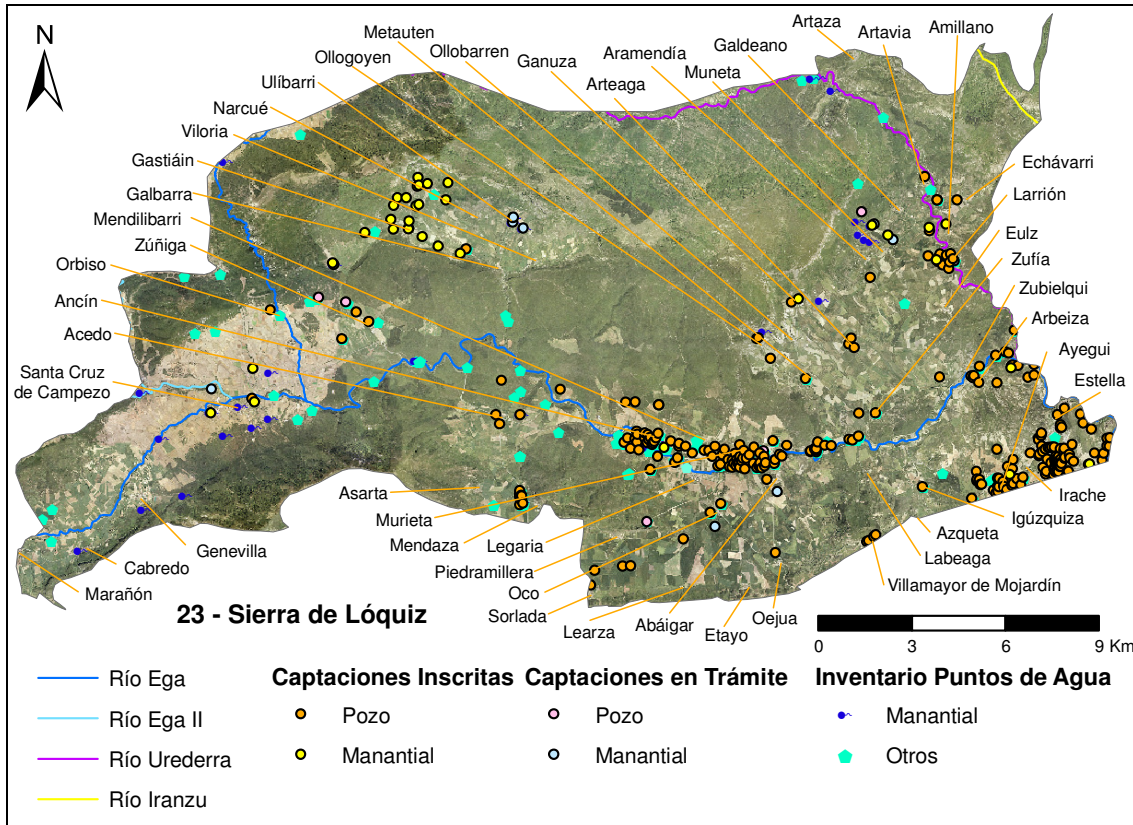 N
Metauten
Ollobarren
Ollogoyen
Ulíbarri
Narcué
Viloria
Gastiáin
Galbarra
Mendilibarri
Zúñiga
Orbiso
Ancín
Acedo
Santa Cruz
de Campezo
Ganuza
Aramendía
Arteaga
Artaza
Galdeano
Muneta
Artavia
Amillano
Echávarri
Larrión
Eulz
Zufía
Zubielqui
Arbeiza
Ayegui
Estella
Asarta
Murieta
Mendaza
Legaria
Piedramillera
Oco
Sorlada
Learza
Abáigar
Etayo
Oejua
Genevilla
Cabredo
Marañón
Irache
Igúzquiza
Azqueta
Labeaga
Villamayor de Mojardín
23 - Sierra de Lóquiz
0 3 6 9 Km
Río Ega
Río Ega II
Río Urederra
Río Iranzu
Captaciones Inscritas
Pozo
Manantial
Captaciones en Trámite
Pozo
Manantial
Inventario Puntos de Agua
Manantial
Otros